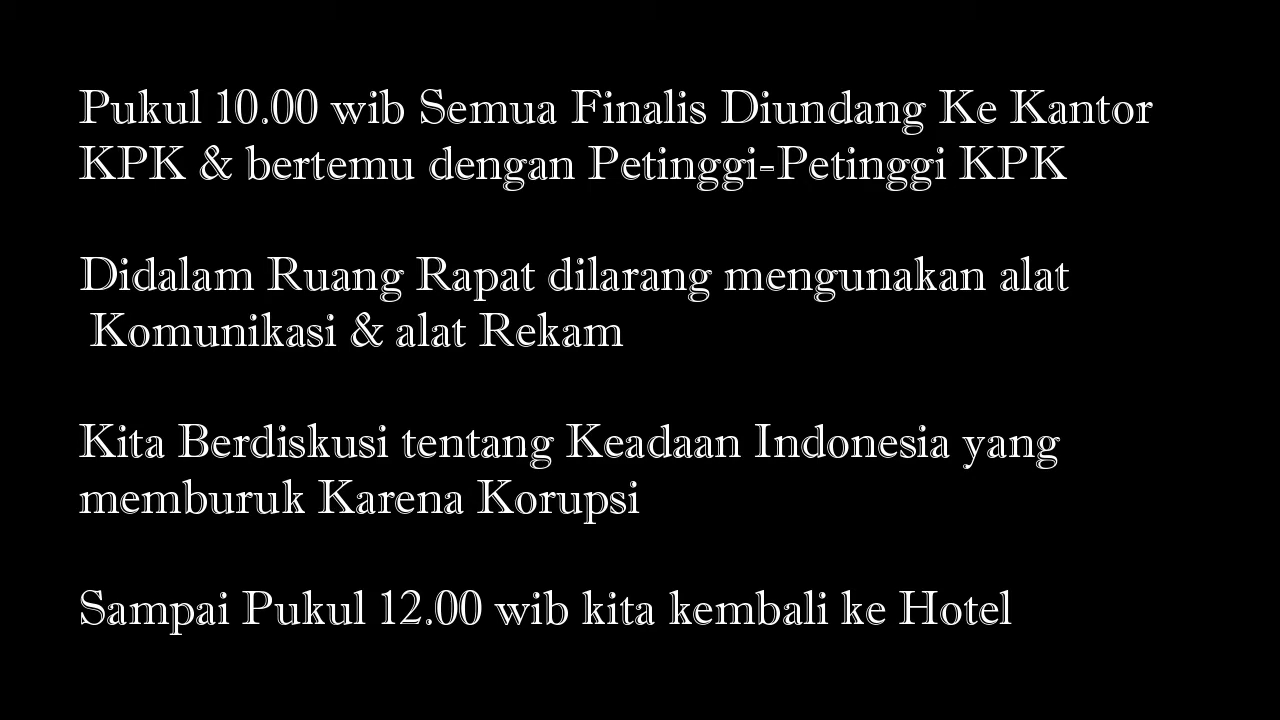 Pukul 10.00 wib Semua Finalis Diundang Ke Kantor
KPK & bertemu dengan Petinggi-Petinggi KPK
Didalam Ruang Rapat dilarang mengunakan alat
Komunikasi & alat Rekam
Kita Berdiskusi tentang Keadaan Indonesia yang
memburuk Karena Korupsi
Sampai Pukul 12.00 wib kita kembali ke Hotel